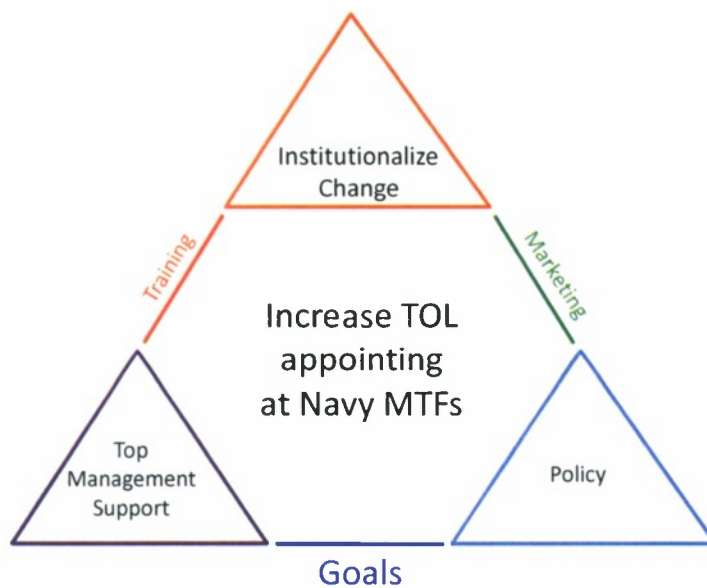 Institutionalize
Change
Training
Marketing
Increase TOL
appointing
at Navy MTFs
Top
Management
Support
Policy
Goals